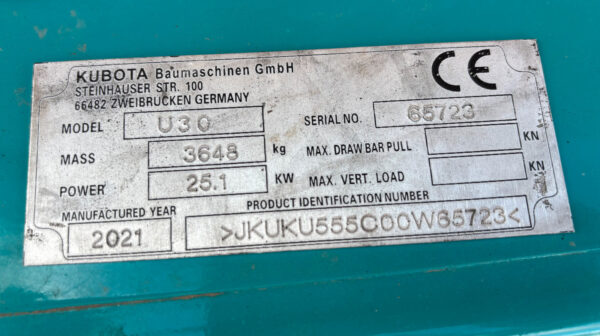 KUBOTA Baumaschinen GmbH
STEINHAUSER STR. 100
66482 ZWEIBRUCKEN GERMANY
CE
MODEL U30 SERIAL NO. 65723
MASS 3648 kg MAX. DRAW BAR PULL KN
POWER 25.1 KW MAX. VERT. LOAD KN
MANUFACTURED YEAR PRODUCT IDENTIFICATION NUMBER
2021 >JKUKU555C00W65723<